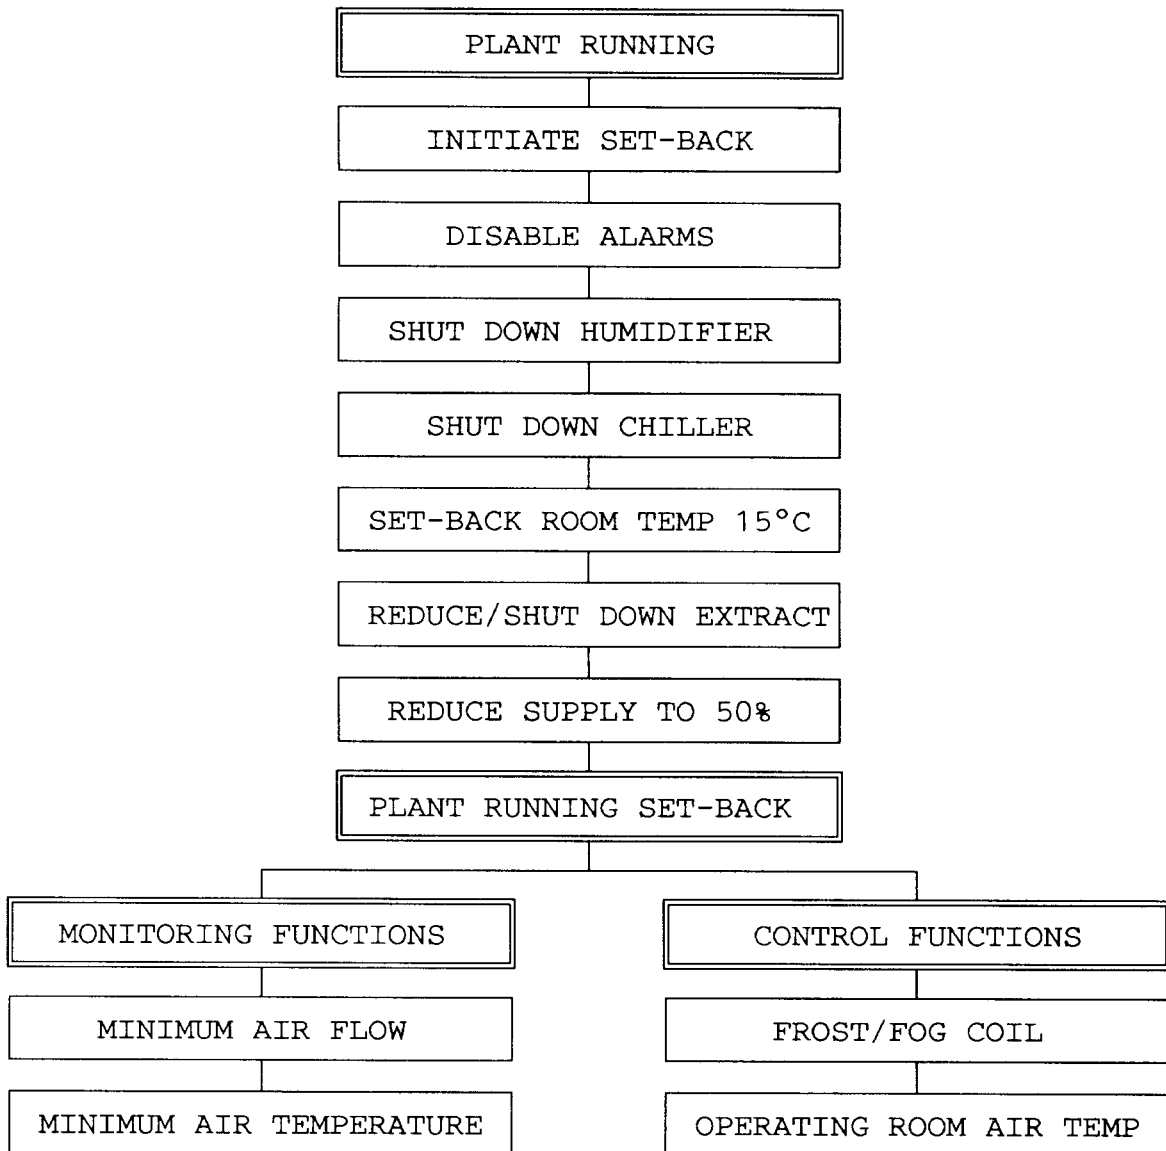 PLANT RUNNING
INITIATE SET-BACK
DISABLE ALARMS
SHUT DOWN HUMIDIFIER
SHUT DOWN CHILLER
SET-BACK ROOM TEMP 15°C
REDUCE/SHUT DOWN EXTRACT
REDUCE SUPPLY TO 50%
PLANT RUNNING SET-BACK
MONITORING FUNCTIONS
MINIMUM AIR FLOW
MINIMUM AIR TEMPERATURE
CONTROL FUNCTIONS
FROST/FOG COIL
OPERATING ROOM AIR TEMP